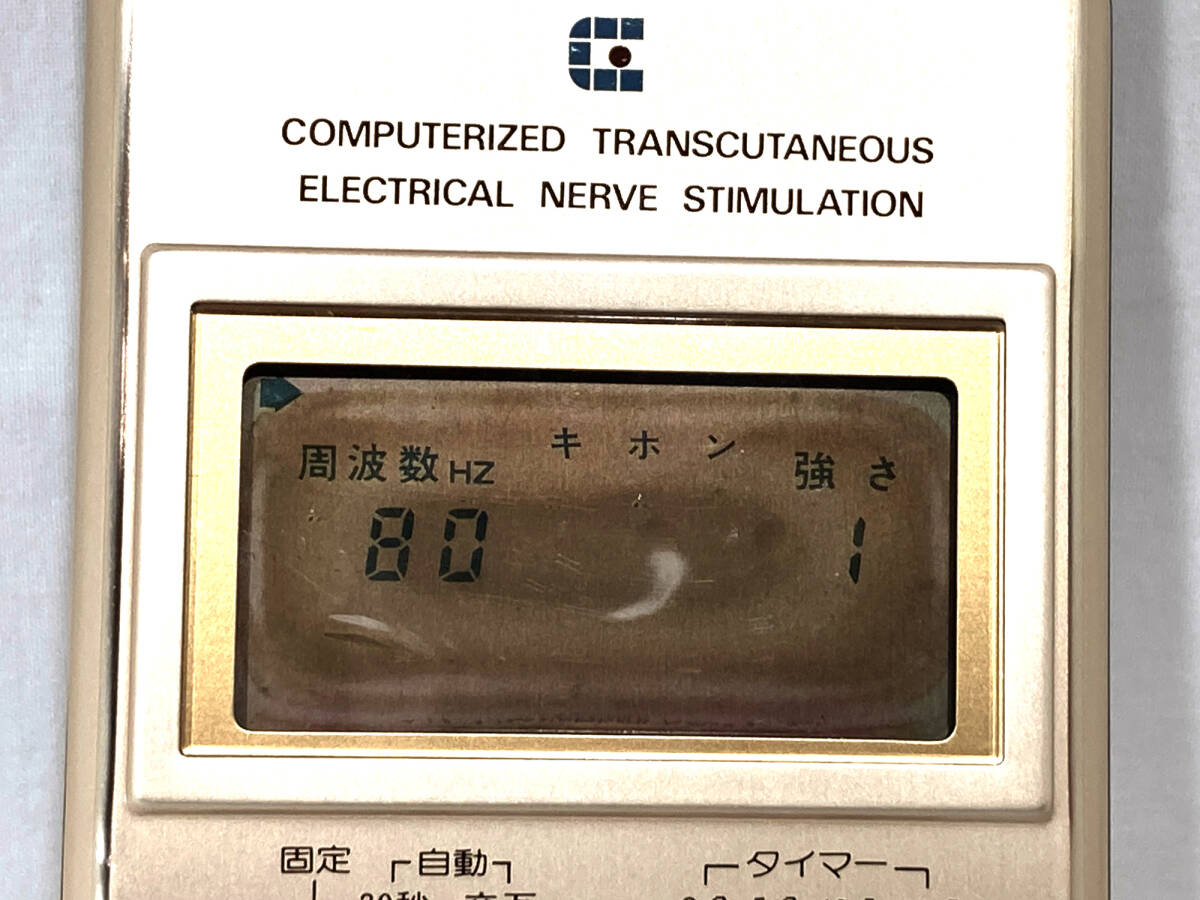 COMPUTERIZED TRANSCUTANEOUS
ELECTRICAL NERVE STIMULATION
キホン
周波数HZ 強さ
80 1
固定 自動 タイマー